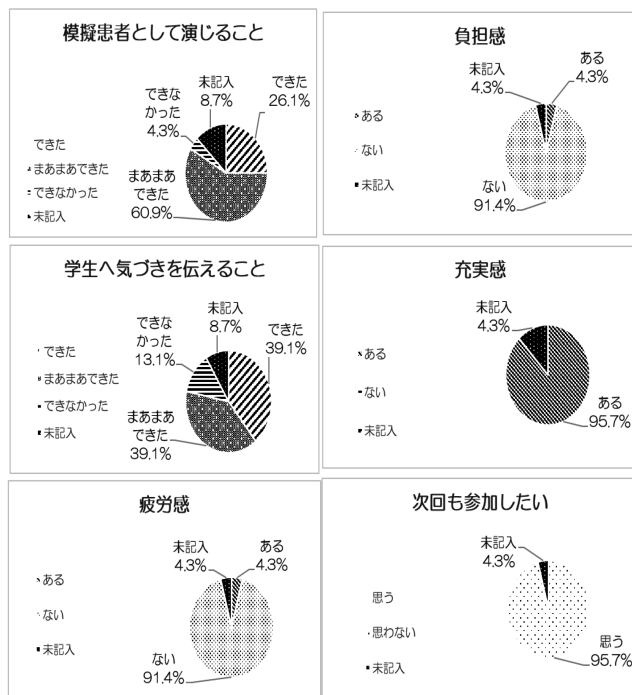 模擬患者として演じること
できな
かった
4.3%
未記入
8.7%
できた
26.1%
まあまあ
できた
60.9%
できた
まあまあできた
できなかった
未記入
負担感
未記入
4.3%
ある
4.3%
ない
91.4%
ある
ない
未記入
学生へ気づきを伝えること
できな
かった
13.1%
未記入
8.7%
できた
39.1%
まあまあ
できた
39.1%
できた
まあまあできた
できなかった
未記入
充実感
未記入
4.3%
ある
95.7%
ある
ない
未記入
疲労感
未記入
4.3%
ある
4.3%
ない
91.4%
ある
ない
未記入
次回も参加したい
未記入
4.3%
思う
95.7%
思う
思わない
未記入